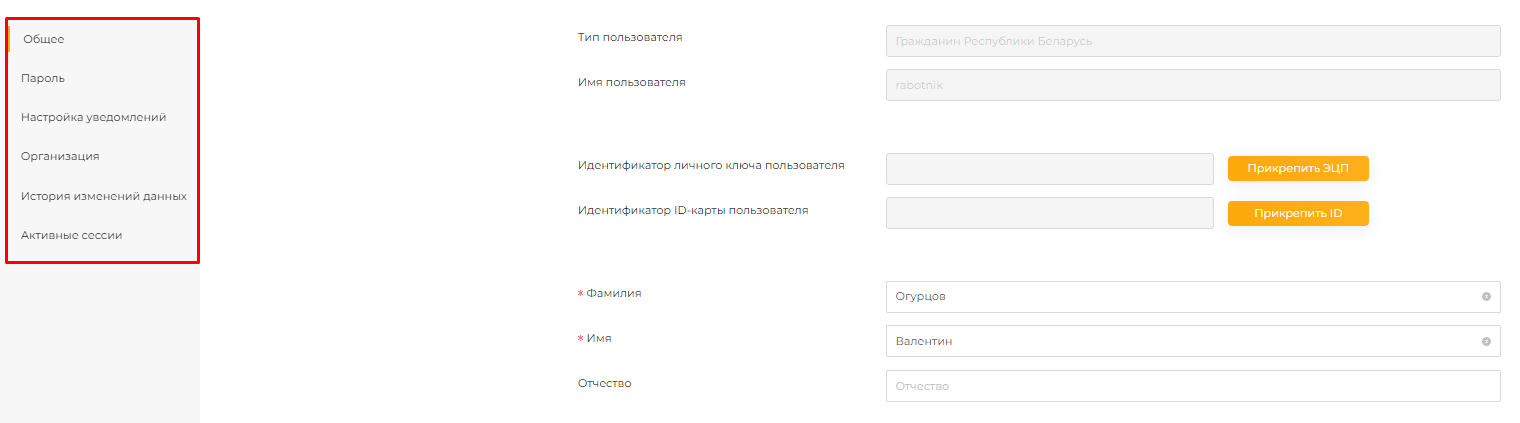 Общее
Пароль
Настройка уведомлений
Организация
История изменений данных
Активные сессии
Тип пользователя
Гражданин Республики Беларусь
Имя пользователя
rabotnik
Идентификатор личного ключа пользователя
Прикрепить ЭЦП
Идентификатор ID-карты пользователя
Прикрепить ID
* Фамилия
Огурцов
* Имя
Валентин
Отчество
Отчество